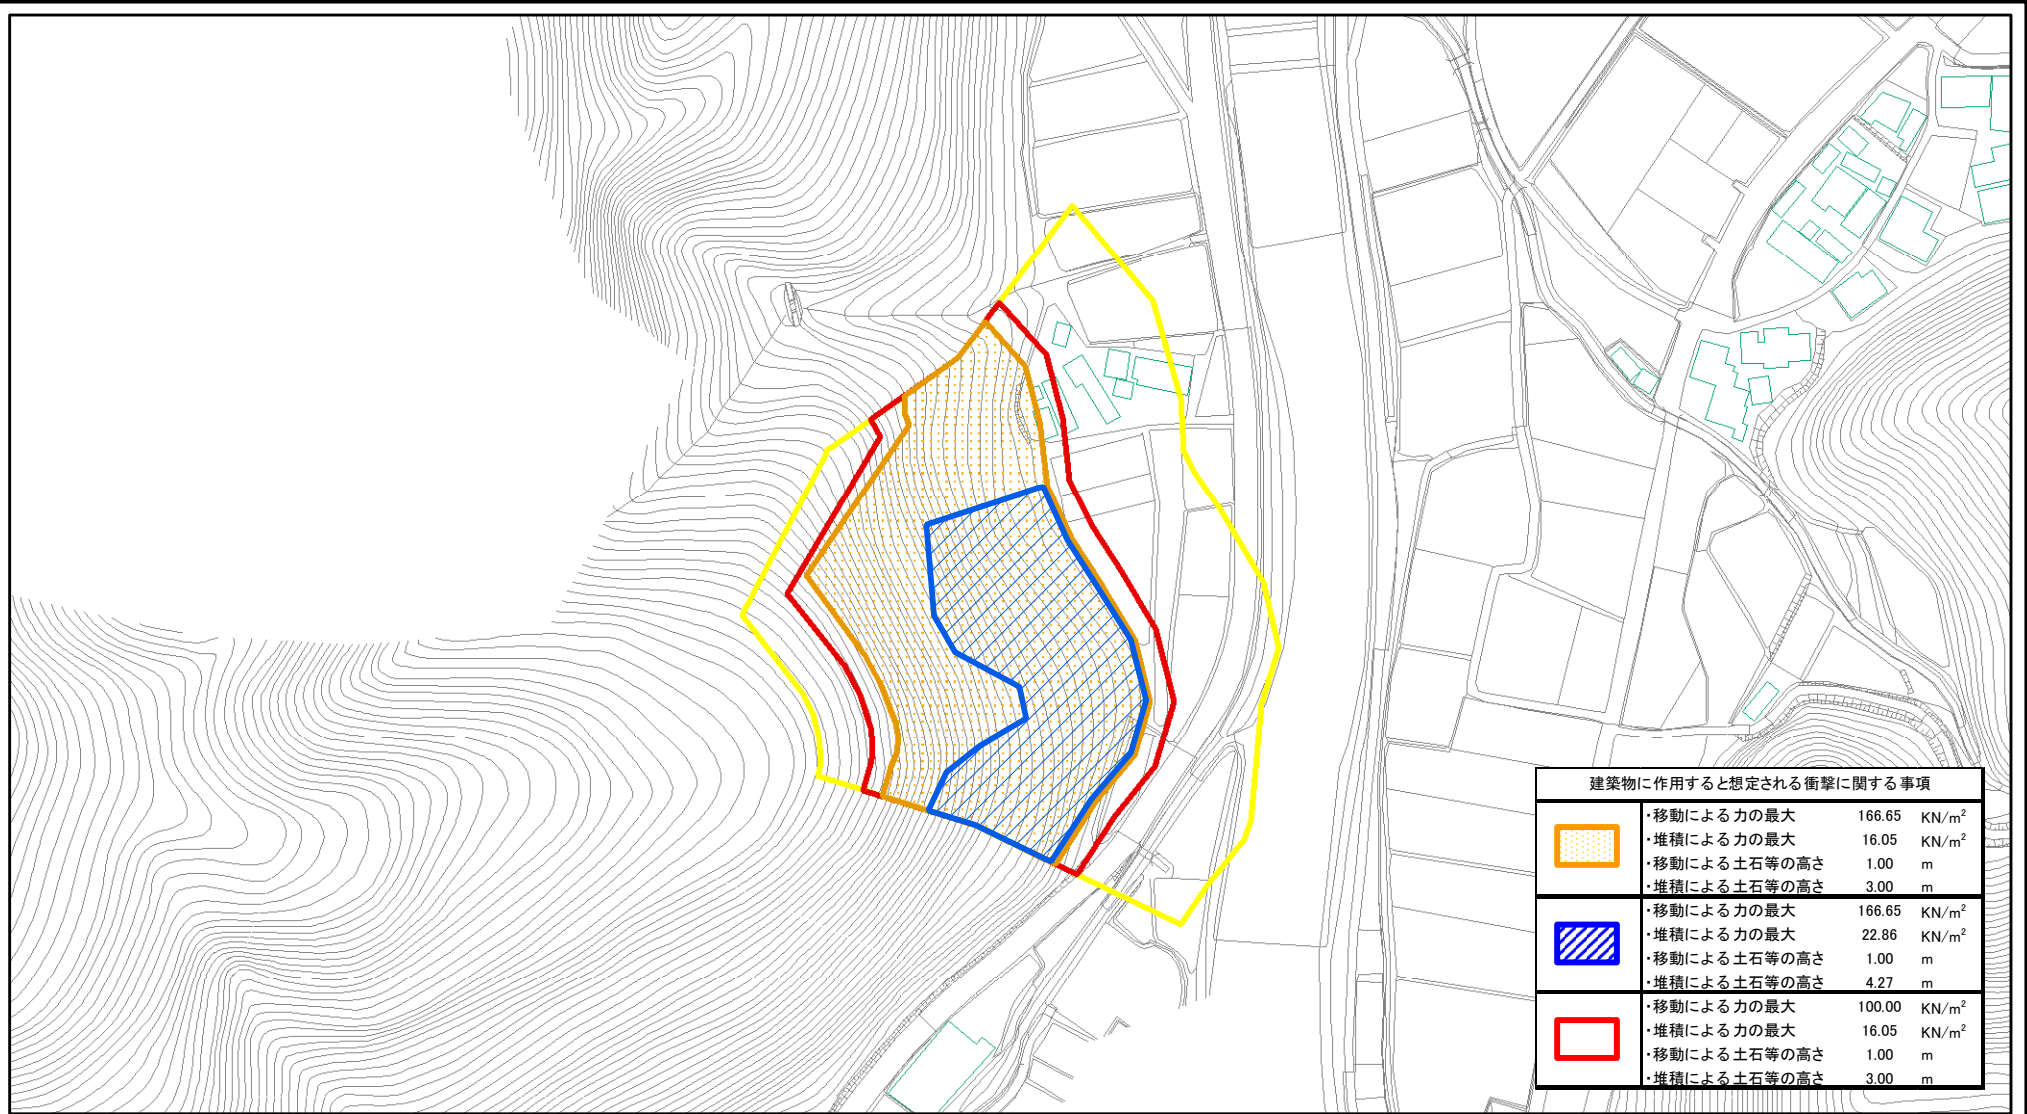 建築物に作用すると想定される衝撃に関する事項
・移動による力の最大 166.65 KN/m²
・堆積による力の最大 16.05 KN/m²
・移動による土石等の高さ 1.00 m
・堆積による土石等の高さ 3.00 m
・移動による力の最大 166.65 KN/m²
・堆積による力の最大 22.86 KN/m²
・移動による土石等の高さ 1.00 m
・堆積による土石等の高さ 4.27 m
・移動による力の最大 100.00 KN/m²
・堆積による力の最大 16.05 KN/m²
・移動による土石等の高さ 1.00 m
・堆積による土石等の高さ 3.00 m